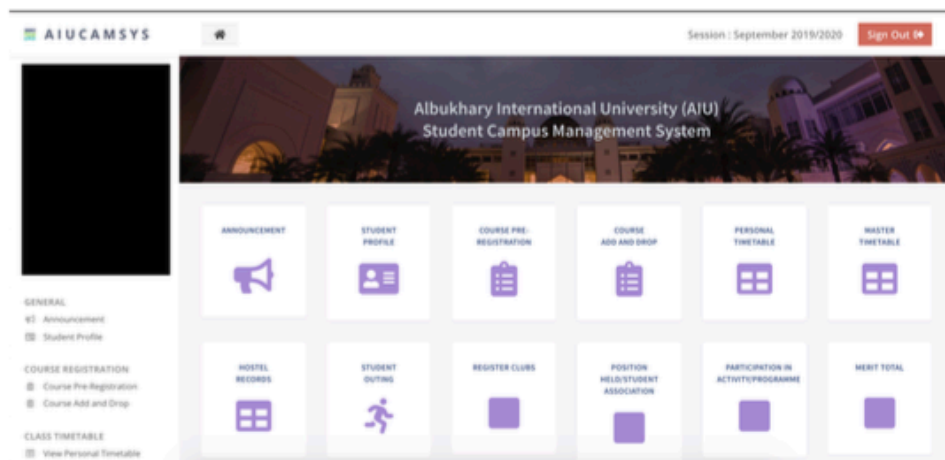 AIUCAMSYS
Session : September 2019/2020
Sign Out
Albukhary International University (AIU)
Student Campus Management System
ANNOUNCEMENT
STUDENT
PROFILE
COURSE PRE-
REGISTRATION
COURSE
ADD AND DROP
PERSONAL
TIMETABLE
MASTER
TIMETABLE
HOSTEL
RECORDS
STUDENT
OUTING
REGISTER CLUBS
POSITION
HELD/STUDENT
ASSOCIATION
PARTICIPATION IN
ACTIVITY/PROGRAMME
MERIT TOTAL
GENERAL
Announcement
Student Profile
COURSE REGISTRATION
Course Pre-Registration
Course Add and Drop
CLASS TIMETABLE
View Personal Timetable